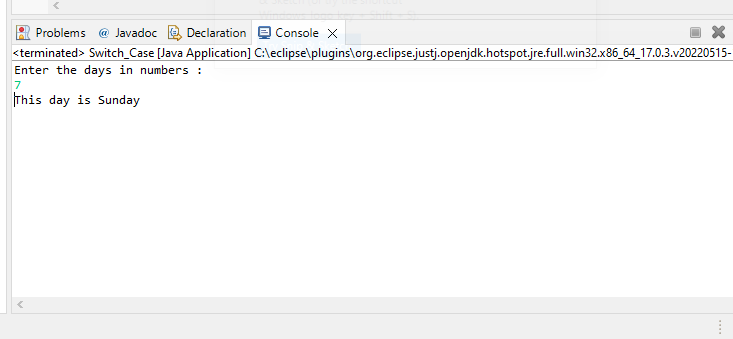 Problems @ Javadoc Declaration Console
<terminated> Switch_Case [Java Application] C:\eclipse\plugins\org.eclipse.justj.openjdk.hotspot.jre.full.win32.x86_64_17.0.3.v20220515-
Enter the days in numbers :
7
This day is Sunday